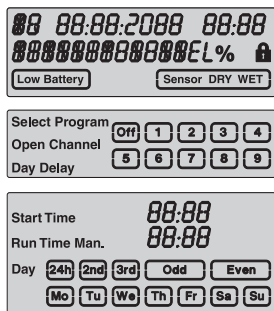 88 88:88:2088 88:88
888888888888EL%
Low Battery Sensor DRY WET
Select Program Off 1 2 3 4
Open Channel
Day Delay 5 6 7 8 9
Start Time 88:88
Run Time Man. 88:88
Day 24h 2nd 3rd Odd Even
Mo Tu We Th Fr Sa Su